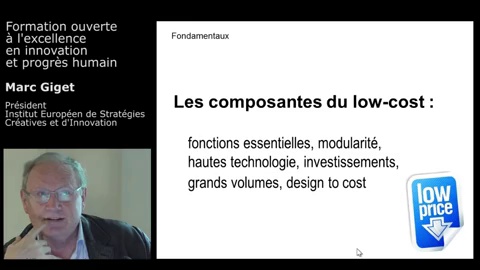 Formation ouverte
à l'excellence
en innovation
et progrès humain
Marc Giget
Président
Institut Européen de Stratégies
Créatives et d'Innovation
Fondamentaux
Les composantes du low-cost :
fonctions essentielles, modularité,
hautes technologie, investissements,
grands volumes, design to cost
low
price